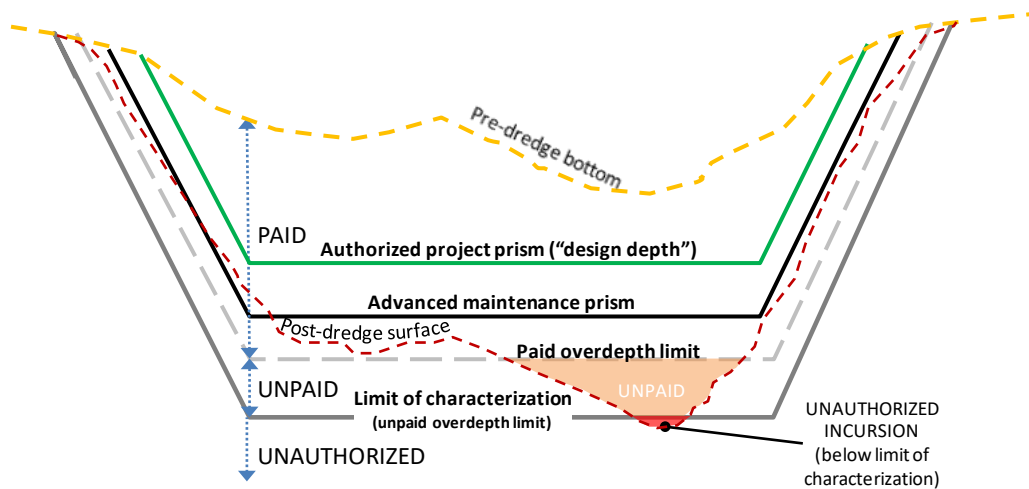 Pre-dredge bottom
PAID
Authorized project prism (“design depth”)
Advanced maintenance prism
Post-dredge surface
Paid overdepth limit
UNPAID
UNPAID
Limit of characterization
(unpaid overdepth limit)
UNAUTHORIZED
UNAUTHORIZED
INCURSION
(below limit of
characterization)